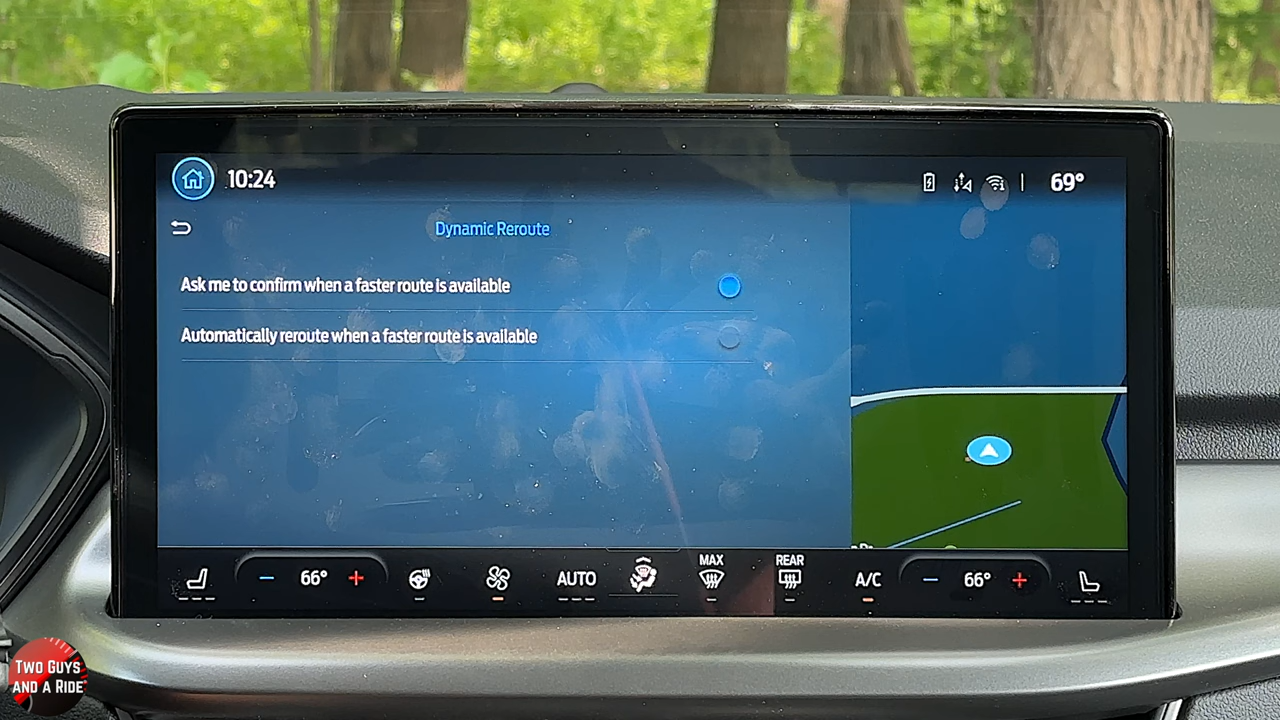 10:24
69°
Dynamic Reroute
Ask me to confirm when a faster route is available
Automatically reroute when a faster route is available
66°
AUTO
MAX
REAR
A/C
66°
TWO GUYS
AND A RIDE